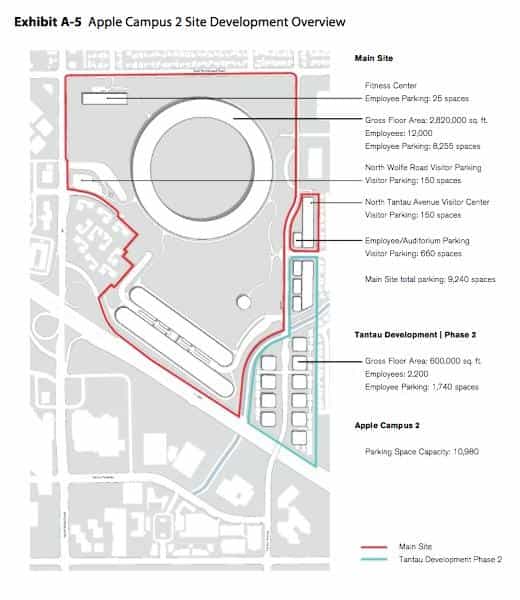 Exhibit A-5 Apple Campus 2 Site Development Overview
Main Site
Fitness Center
Employee Parking: 25 spaces
Gross Floor Area: 2,820,000 sq. ft.
Employees: 12,000
Employee Parking: 8,255 spaces
North Wolfe Road Visitor Parking
Visitor Parking: 150 spaces
North Tantau Avenue Visitor Center
Visitor Parking: 150 spaces
Employee/Auditorium Parking
Visitor Parking: 660 spaces
Main Site total parking: 9,240 spaces
Tantau Development | Phase 2
Gross Floor Area: 600,000 sq. ft.
Employees: 2,200
Employee Parking: 1,740 spaces
Apple Campus 2
Parking Space Capacity: 10,980
Main Site
Tantau Development Phase 2